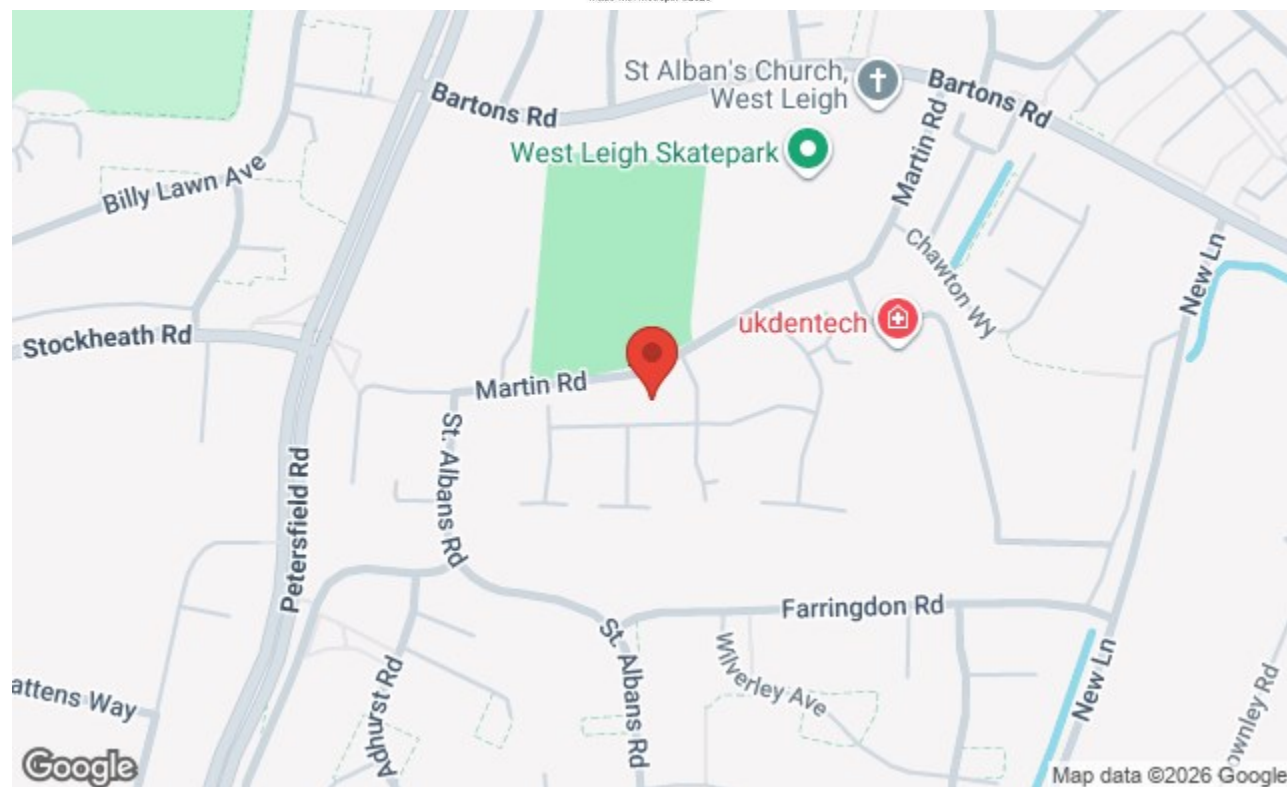 St Alban's Church,
West Leigh
Bartons Rd
Bartons Rd
West Leigh Skatepark
Martin Rd
Billy Lawn Ave
Chawton Wy
New Ln
Stockheath Rd
ukdentech
Martin Rd
St. Albans Rd
Petersfield Rd
Farringdon Rd
St. Albans Rd
Wilverley Ave
New Ln
attens Way
Adhurst Rd
ownley Rd
Google
Map data ©2026 Google